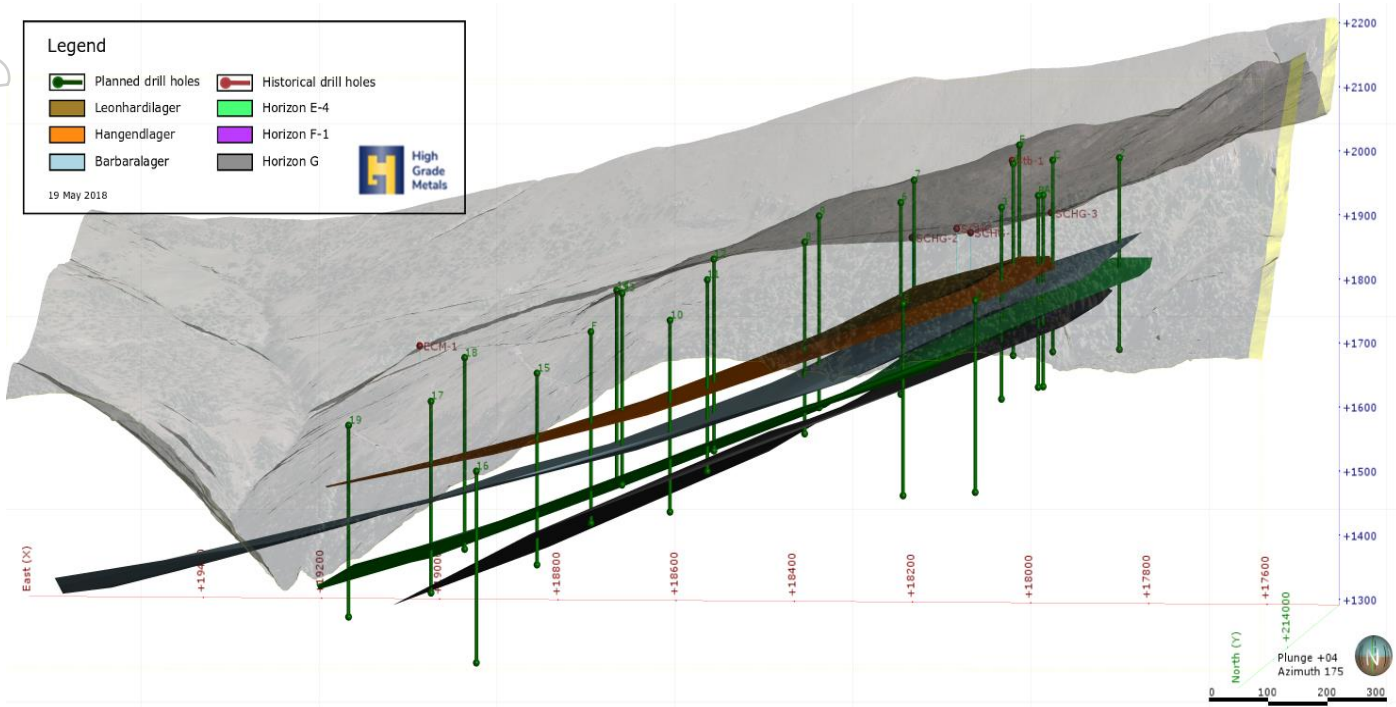 Legend
Planned drill holes
Historical drill holes
Leonhardilager
Horizon E-4
Hangendlager
Horizon F-1
Barbaralager
Horizon G
19 May 2018
High
Grade
Metals
+2200
+2100
+2000
+1900
+1800
+1700
+1600
+1500
+1400
+1300
SCHG-2
SCHG-3
ECM-1
7
10
15
16
17
18
19
East (X)
+19200
+19000
+18800
+18600
+18400
+18200
+18000
+17800
+17600
North (Y)
+214000
Plunge +04
Azimuth 175
N
0 100 200 300